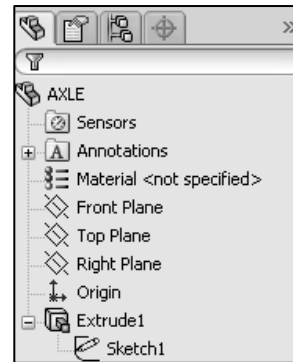 AXLE
Sensors
Annotations
Material <not specified>
Front Plane
Top Plane
Right Plane
Origin
Extrude1
Sketch1